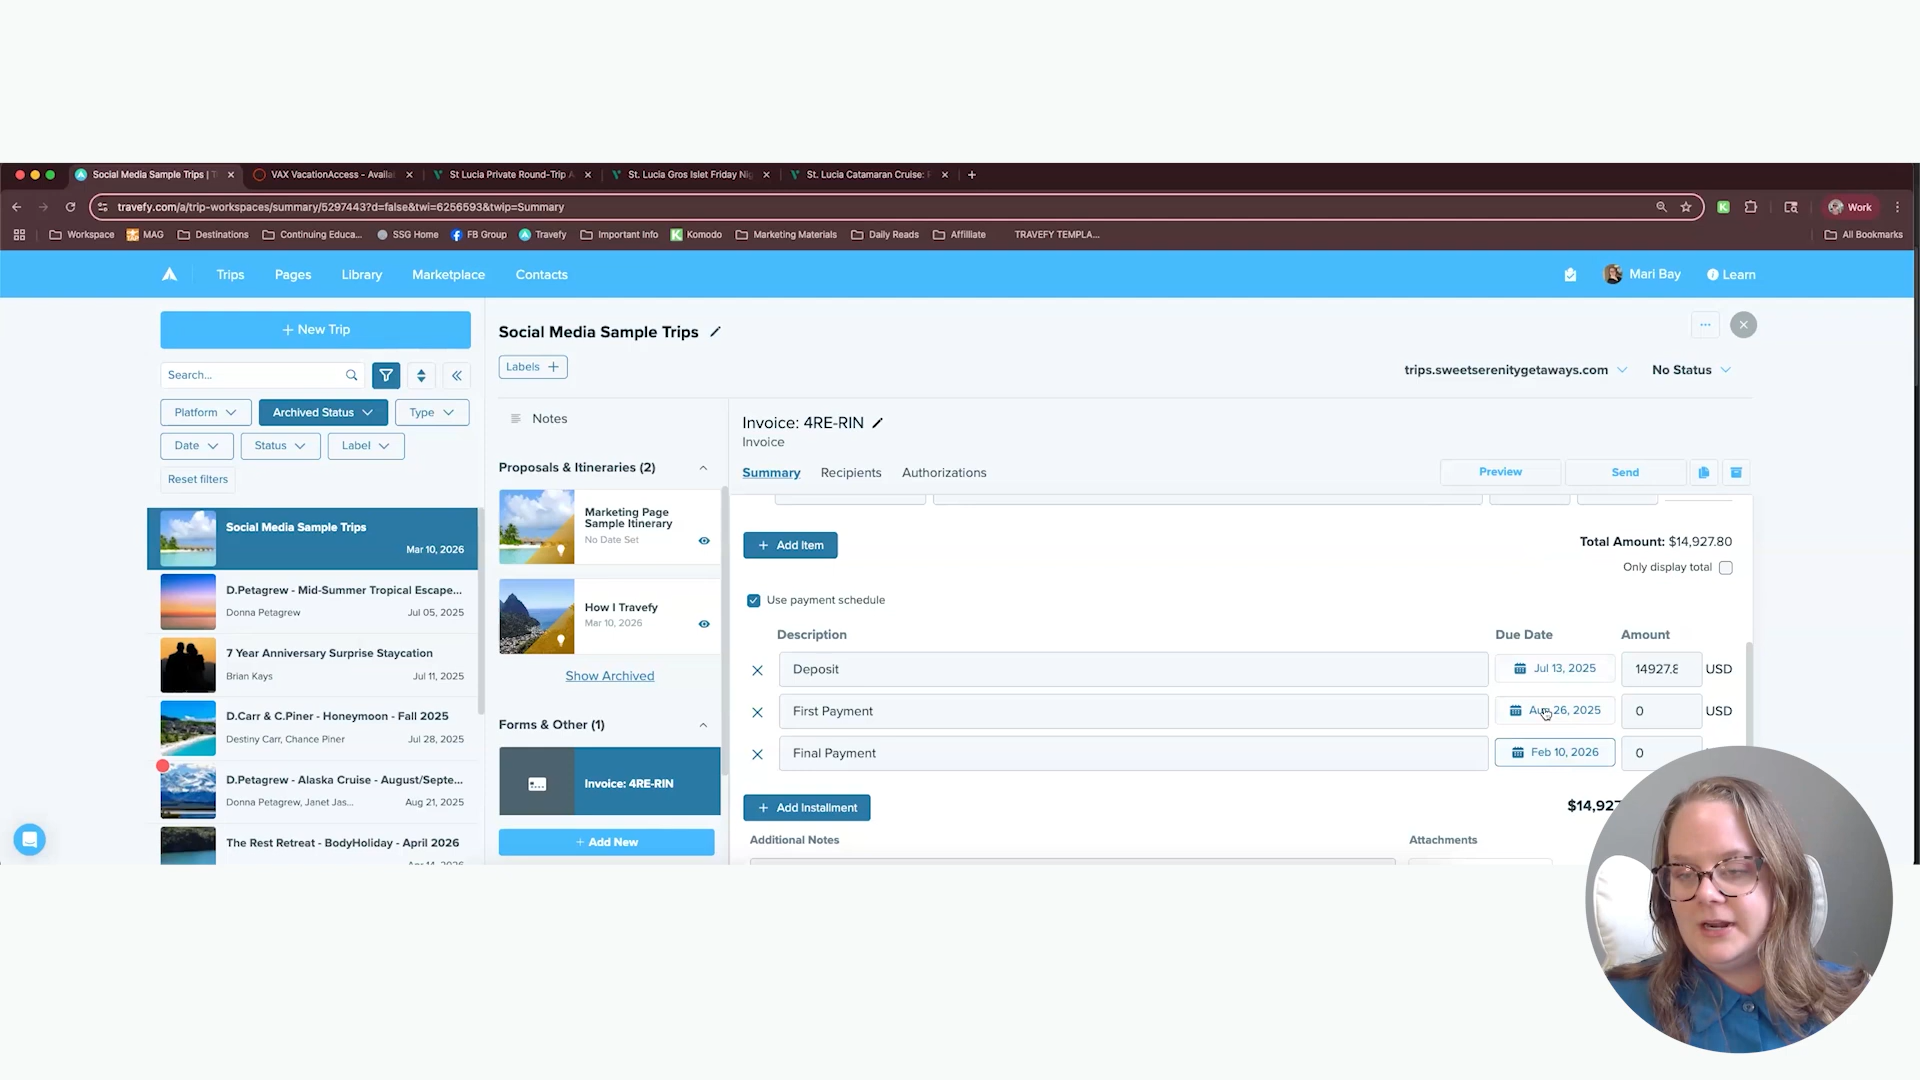 Social Media Sample Trips | T
VAX VacationAccess - Availa
St Lucia Private Round-Trip A
St. Lucia Gros Islet Friday Nig
St. Lucia Catamaran Cruise: F
travefy.com/a/trip-workspaces/summary/5297443?d=false&twi=6256593&twip=Summary
Work
Workspace MAG Destinations Continuing Educa... SSG Home FB Group Travefy Important Info Komodo Marketing Materials Daily Reads Affilliate TRAVEFY TEMPLA... All Bookmarks
Trips Pages Library Marketplace Contacts Mari Bay Learn
+ New Trip
Search...
Platform Archived Status Type
Date Status Label
Reset filters
Social Media Sample Trips
Mar 10, 2026
D.Petagrew - Mid-Summer Tropical Escape...
Donna Petagrew Jul 05, 2025
7 Year Anniversary Surprise Staycation
Brian Kays Jul 11, 2025
D.Carr & C.Piner - Honeymoon - Fall 2025
Destiny Carr, Chance Piner Jul 28, 2025
D.Petagrew - Alaska Cruise - August/Septe...
Donna Petagrew, Janet Jas... Aug 21, 2025
The Rest Retreat - BodyHoliday - April 2026
Social Media Sample Trips
Labels +
trips.sweetserenitygetaways.com No Status
Notes
Proposals & Itineraries (2)
Marketing Page
Sample Itinerary
No Date Set
How I Travefy
Mar 10, 2026
Show Archived
Forms & Other (1)
Invoice: 4RE-RIN
+ Add New
Invoice: 4RE-RIN
Invoice
Summary Recipients Authorizations Preview Send
+ Add Item
Total Amount: $14,927.80
Only display total
Use payment schedule
Description Due Date Amount
Deposit Jul 13, 2025 14927.8 USD
First Payment 26, 2025 0 USD
Final Payment Feb 10, 2026 0
+ Add Installment $14,927
Additional Notes Attachments